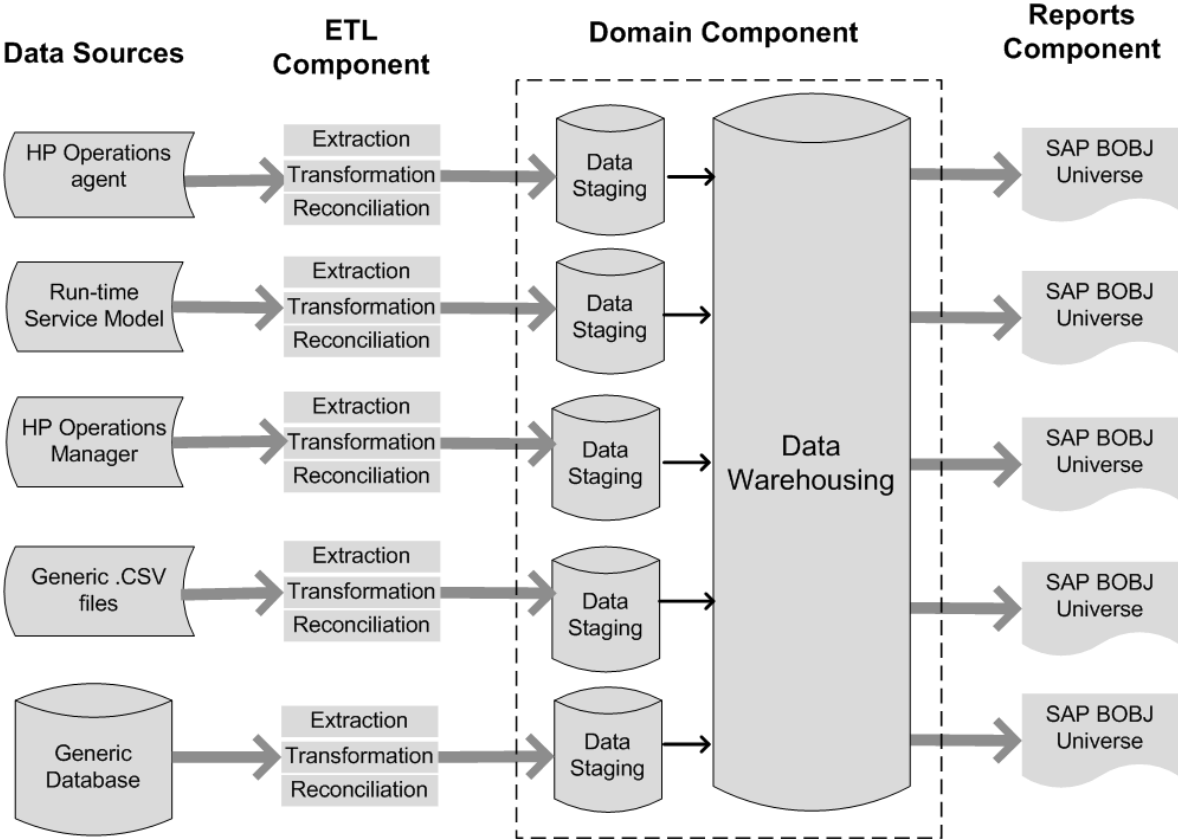 Data Sources
ETL
Component
Domain Component
Reports
Component
HP Operations
agent
Extraction
Transformation
Reconciliation
Data
Staging
SAP BOBJ
Universe
Run-time
Service Model
Extraction
Transformation
Reconciliation
Data
Staging
SAP BOBJ
Universe
HP Operations
Manager
Extraction
Transformation
Reconciliation
Data
Staging
Data
Warehousing
SAP BOBJ
Universe
Generic .CSV
files
Extraction
Transformation
Reconciliation
Data
Staging
SAP BOBJ
Universe
Generic
Database
Extraction
Transformation
Reconciliation
Data
Staging
SAP BOBJ
Universe